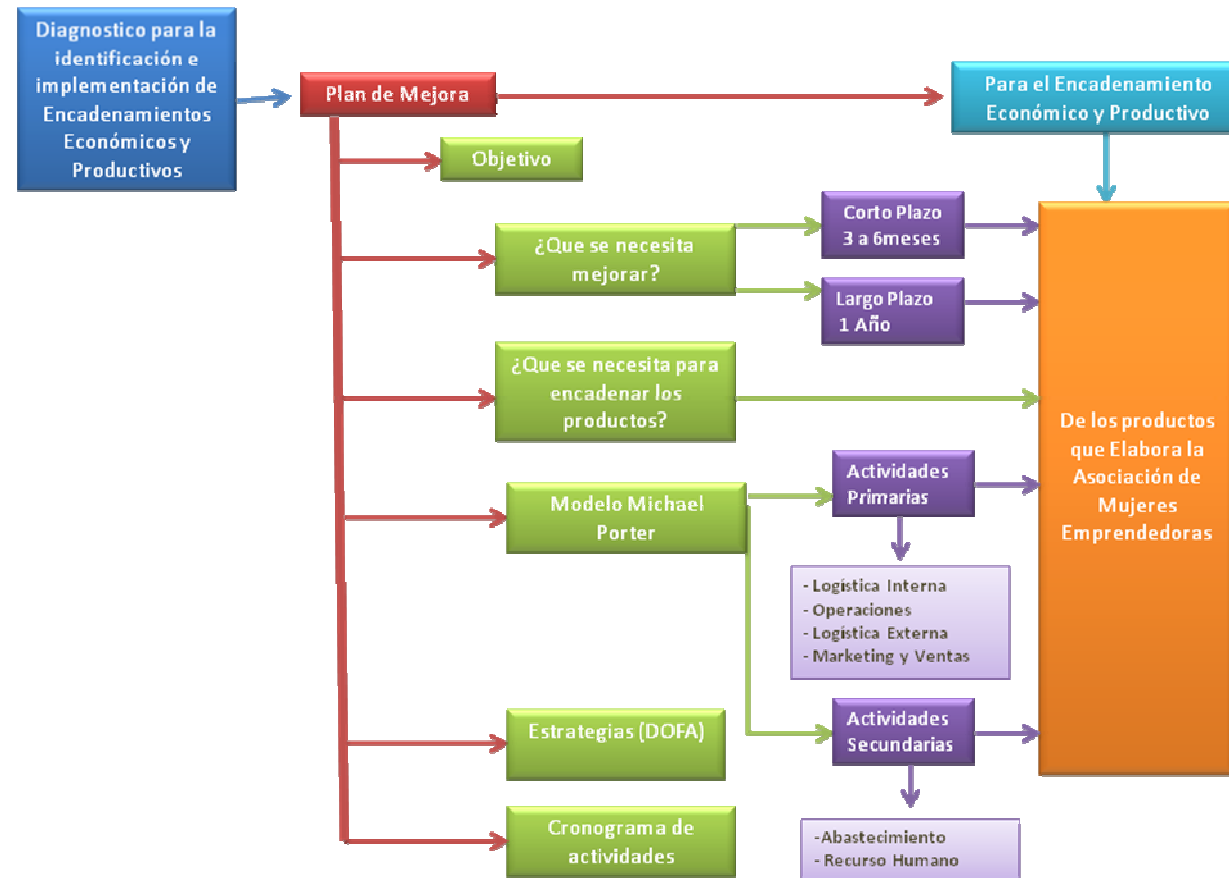 Diagnostico para la
identificación e
implementación de
Encadenamientos
Económicos y
Productivos
Plan de Mejora
Para el Encadenamiento
Económico y Productivo
Objetivo
¿Que se necesita
mejorar?
Corto Plazo
3 a 6meses
Largo Plazo
1 Año
¿Que se necesita para
encadenar los
productos?
De los productos
que Elabora la
Asociación de
Mujeres
Emprendedoras
Modelo Michael
Porter
Actividades
Primarias
- Logística Interna
- Operaciones
- Logística Externa
- Marketing y Ventas
Estrategias (DOFA)
Actividades
Secundarias
-Abastecimiento
- Recurso Humano
Cronograma de
actividades